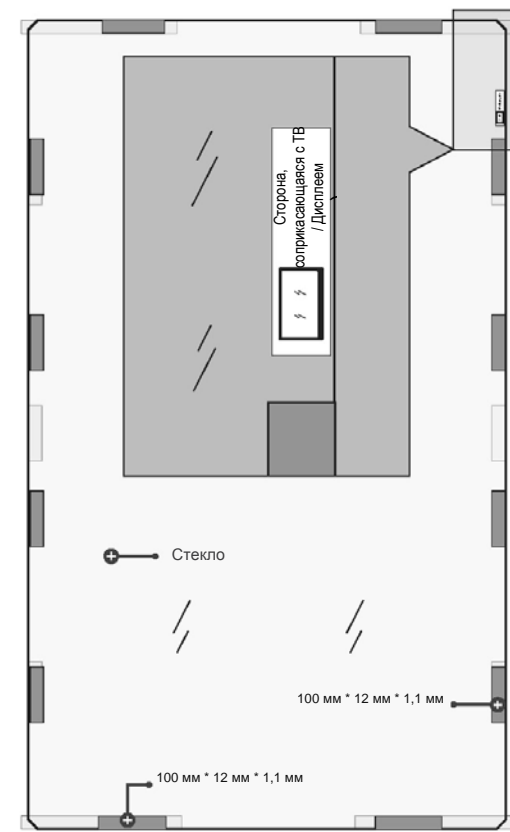 Сторона,
соприкасающаяся с ТВ
/ Дисплеем
Стекло
100 мм * 12 мм * 1,1 мм
100 мм * 12 мм * 1,1 мм